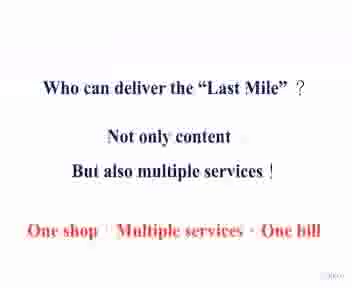 Who can deliver the “Last Mile” ？
Not only content
But also multiple services！
One shop Multiple services One bill